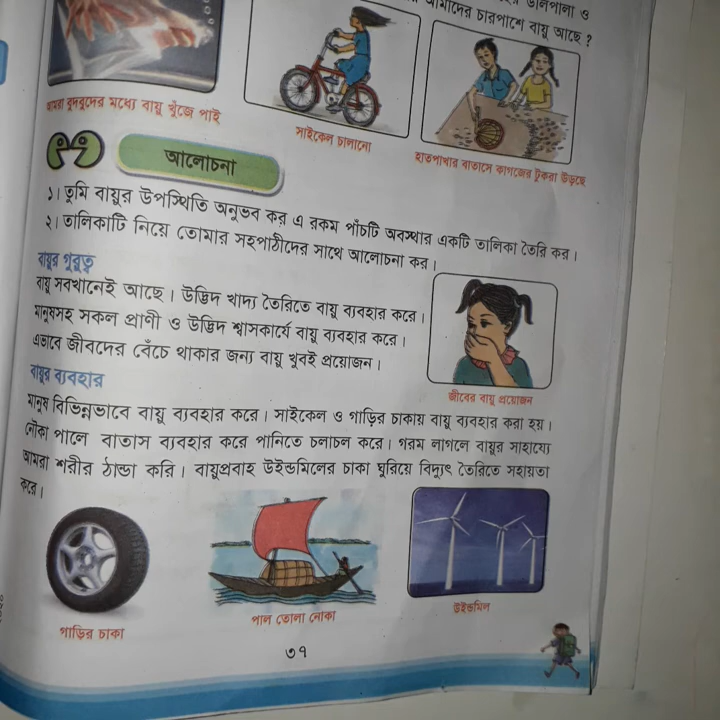 ডালপালা ও
আমাদের চারপাশে বায়ু আছে ?
আমরা বুদবুদের মধ্যে বায়ু খুঁজে পাই
সাইকেল চালানো
হাতপাখার বাতাসে কাগজের টুকরা উড়ছে
আলোচনা
১। তুমি বায়ুর উপস্থিতি অনুভব কর এ রকম পাঁচটি অবস্থার একটি তালিকা তৈরি কর।
২। তালিকাটি নিয়ে তোমার সহপাঠীদের সাথে আলোচনা কর।
বায়ুর গুরুত্ব
বায়ু সবখানেই আছে। উদ্ভিদ খাদ্য তৈরিতে বায়ু ব্যবহার করে।
মানুষসহ সকল প্রাণী ও উদ্ভিদ শ্বাসকার্যে বায়ু ব্যবহার করে।
এভাবে জীবদের বেঁচে থাকার জন্য বায়ু খুবই প্রয়োজন।
জীবের বায়ু প্রয়োজন
বায়ুর ব্যবহার
মানুষ বিভিন্নভাবে বায়ু ব্যবহার করে। সাইকেল ও গাড়ির চাকায় বায়ু ব্যবহার করা হয়।
নৌকা পালে বাতাস ব্যবহার করে পানিতে চলাচল করে। গরম লাগলে বায়ুর সাহায্যে
আমরা শরীর ঠান্ডা করি। বায়ুপ্রবাহ উইন্ডমিলের চাকা ঘুরিয়ে বিদ্যুৎ তৈরিতে সহায়তা
করে।
গাড়ির চাকা
পাল তোলা নৌকা
উইন্ডমিল
৩৭